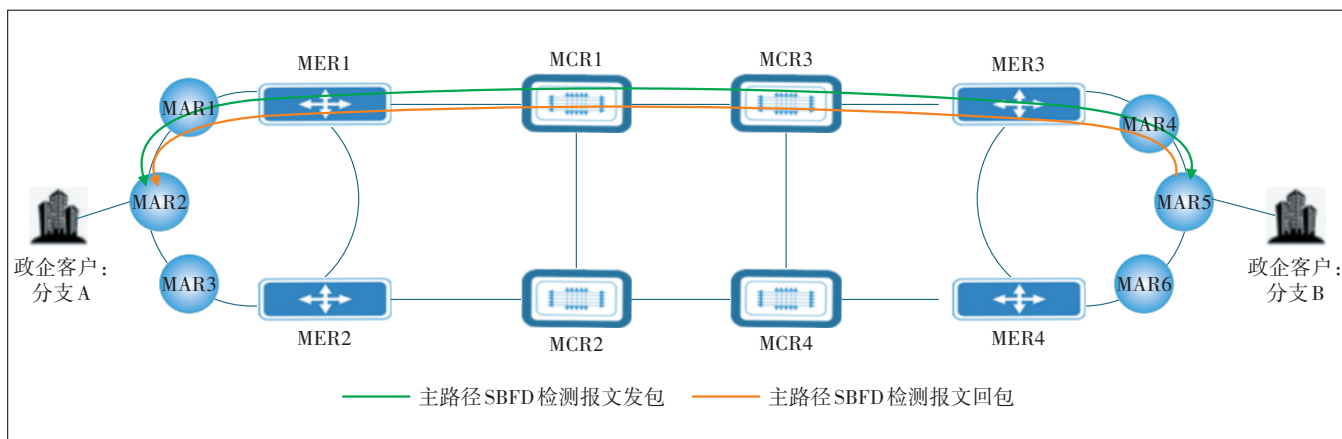 MER1
MCR1
MCR3
MER3
MAR1
MAR4
MAR2
MAR5
政企客户：
分支A
政企客户：
分支B
MAR3
MAR6
MER2
MCR2
MCR4
MER4
主路径SBFD检测报文发包
主路径SBFD检测报文回包